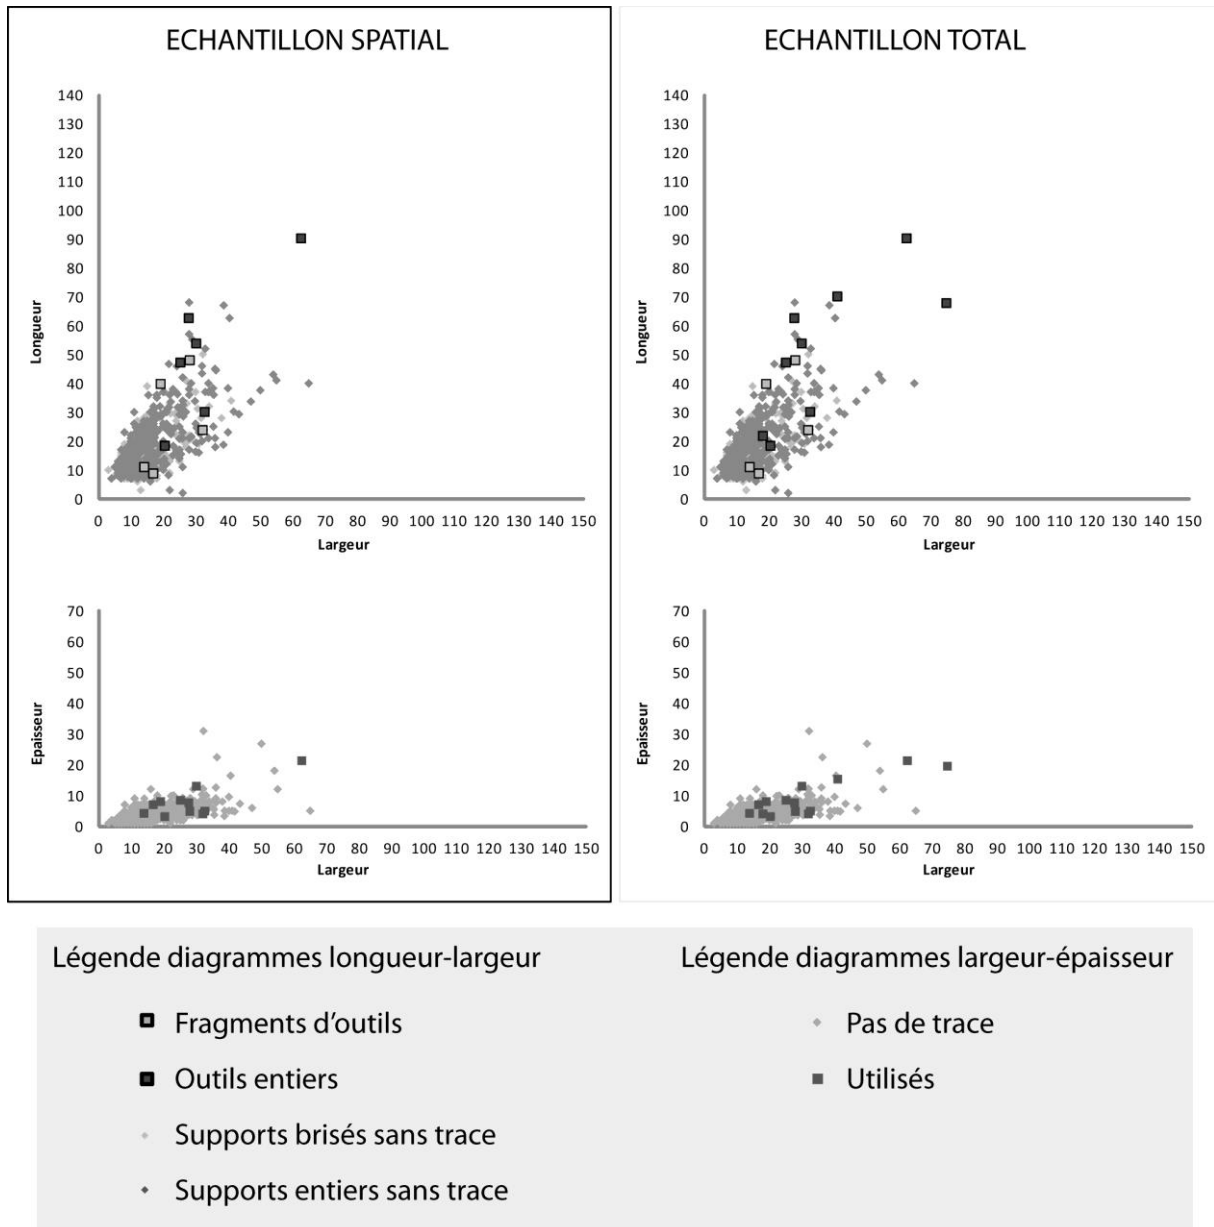 ECHANTILLON SPATIAL
140
130
120
110
100
90
80
70
60
50
40
30
20
10
0
Longueur
0 10 20 30 40 50 60 70 80 90 100 110 120 130 140 150
Largeur
70
60
50
40
30
20
10
0
Epaisseur
0 10 20 30 40 50 60 70 80 90 100 110 120 130 140 150
Largeur
ECHANTILLON TOTAL
140
130
120
110
100
90
80
70
60
50
40
30
20
10
0
Longueur
0 10 20 30 40 50 60 70 80 90 100 110 120 130 140 150
Largeur
70
60
50
40
30
20
10
0
Epaisseur
0 10 20 30 40 50 60 70 80 90 100 110 120 130 140 150
Largeur
Légende diagrammes longueur-largeur
Fragments d’outils
Outils entiers
Supports brisés sans trace
Supports entiers sans trace
Légende diagrammes largeur-épaisseur
Pas de trace
Utilisés